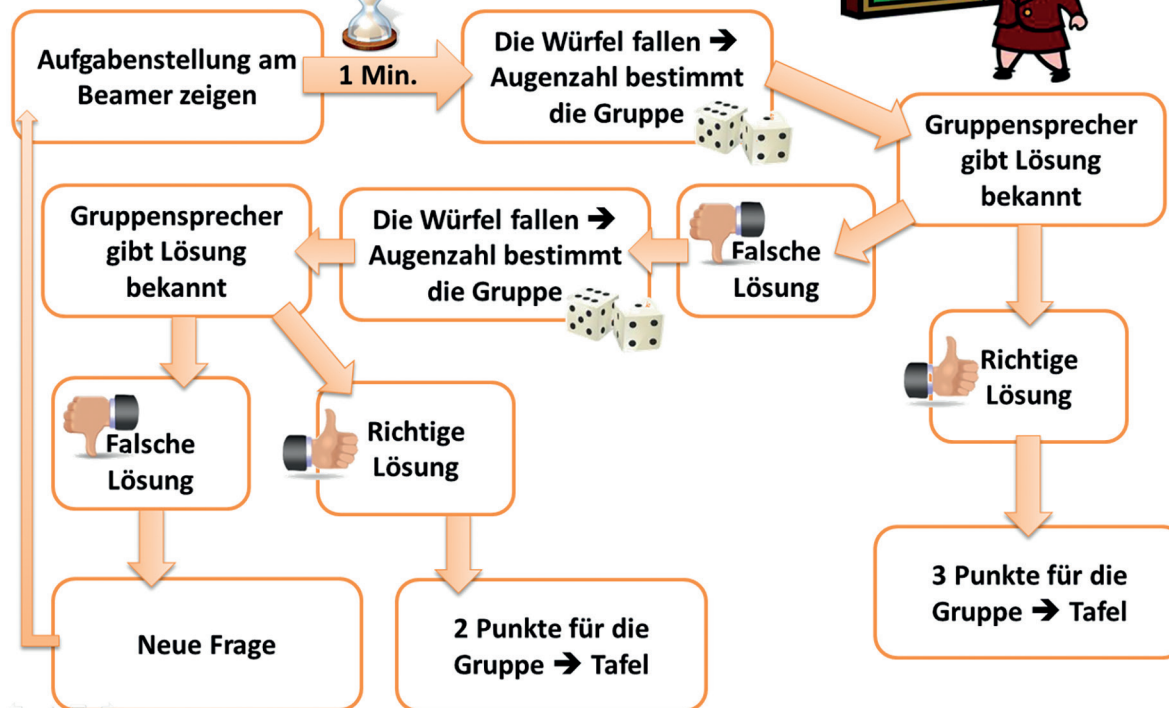 Aufgabenstellung am
Beamer zeigen
1 Min.
Die Würfel fallen ➔
Augenzahl bestimmt
die Gruppe
Gruppensprecher
gibt Lösung
bekannt
Falsche
Lösung
Die Würfel fallen ➔
Augenzahl bestimmt
die Gruppe
Gruppensprecher
gibt Lösung
bekannt
Richtige
Lösung
Falsche
Lösung
Richtige
Lösung
3 Punkte für die
Gruppe ➔ Tafel
Neue Frage
2 Punkte für die
Gruppe ➔ Tafel